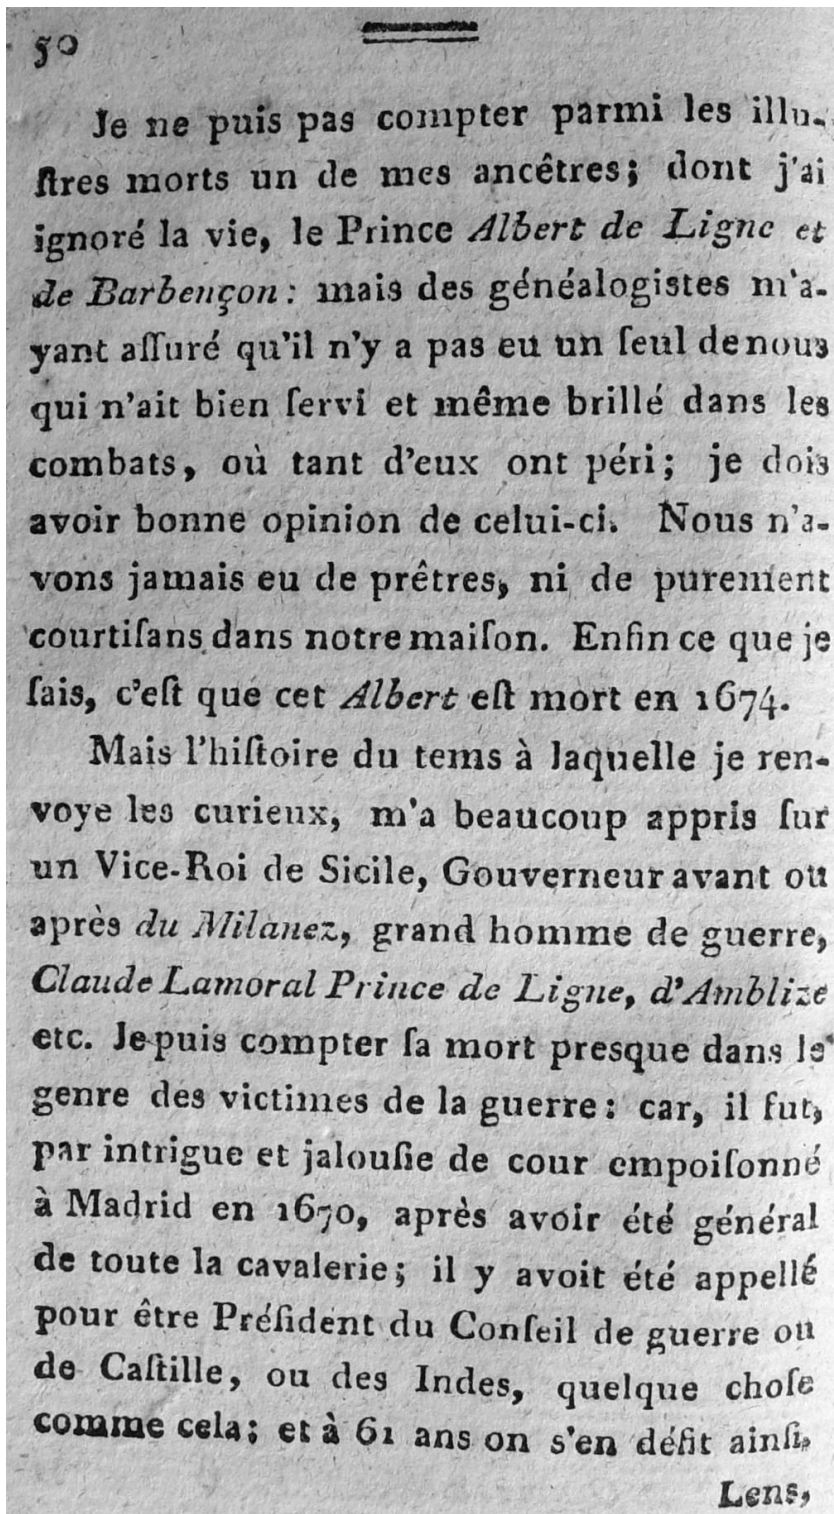 50
Je ne puis pas compter parmi les illu-
ſtres morts un de mes ancêtres; dont j'ai
ignoré la vie, le Prince Albert de Ligne et
de Barbençon: mais des généalogistes m'a-
yant aſſuré qu'il n'y a pas eu un ſeul de nous
qui n'ait bien ſervi et même brillé dans les
combats, où tant d'eux ont péri; je dois
avoir bonne opinion de celui-ci. Nous n'a-
vons jamais eu de prêtres, ni de purement
courtiſans dans notre maiſon. Enfin ce que je
ſais, c'eſt que cet Albert eſt mort en 1674.
Mais l'hiſtoire du tems à laquelle je ren-
voye les curieux, m'a beaucoup appris ſur
un Vice-Roi de Sicile, Gouverneur avant ou
après du Milanez, grand homme de guerre,
Claude Lamoral Prince de Ligne, d'Amblize
etc. Je puis compter ſa mort presque dans le
genre des victimes de la guerre: car, il fut,
par intrigue et jalouſie de cour empoiſonné
à Madrid en 1670, après avoir été général
de toute la cavalerie; il y avoit été appellé
pour être Préſident du Conſeil de guerre ou
de Caſtille, ou des Indes, quelque choſe
comme cela; et à 61 ans on s'en défit ainſi.
Lens,